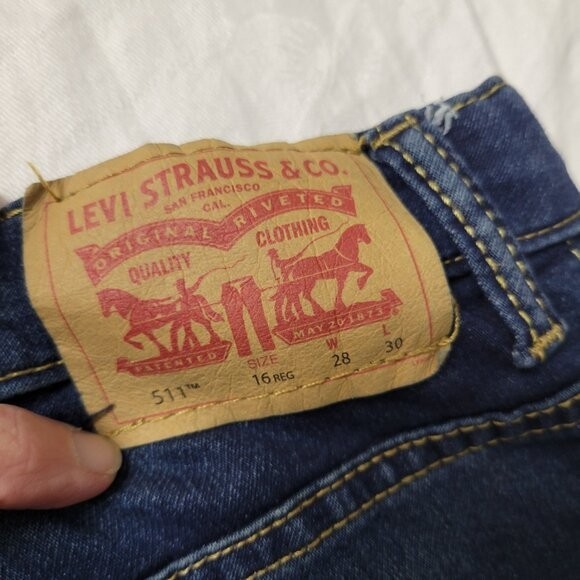 LEVI STRAUSS & CO.
SAN FRANCISCO
CAL.
ORIGINAL RIVETED
QUALITY CLOTHING
PATENTED MAY 20 1873
SIZE W L
511™ 16 REG 28 30